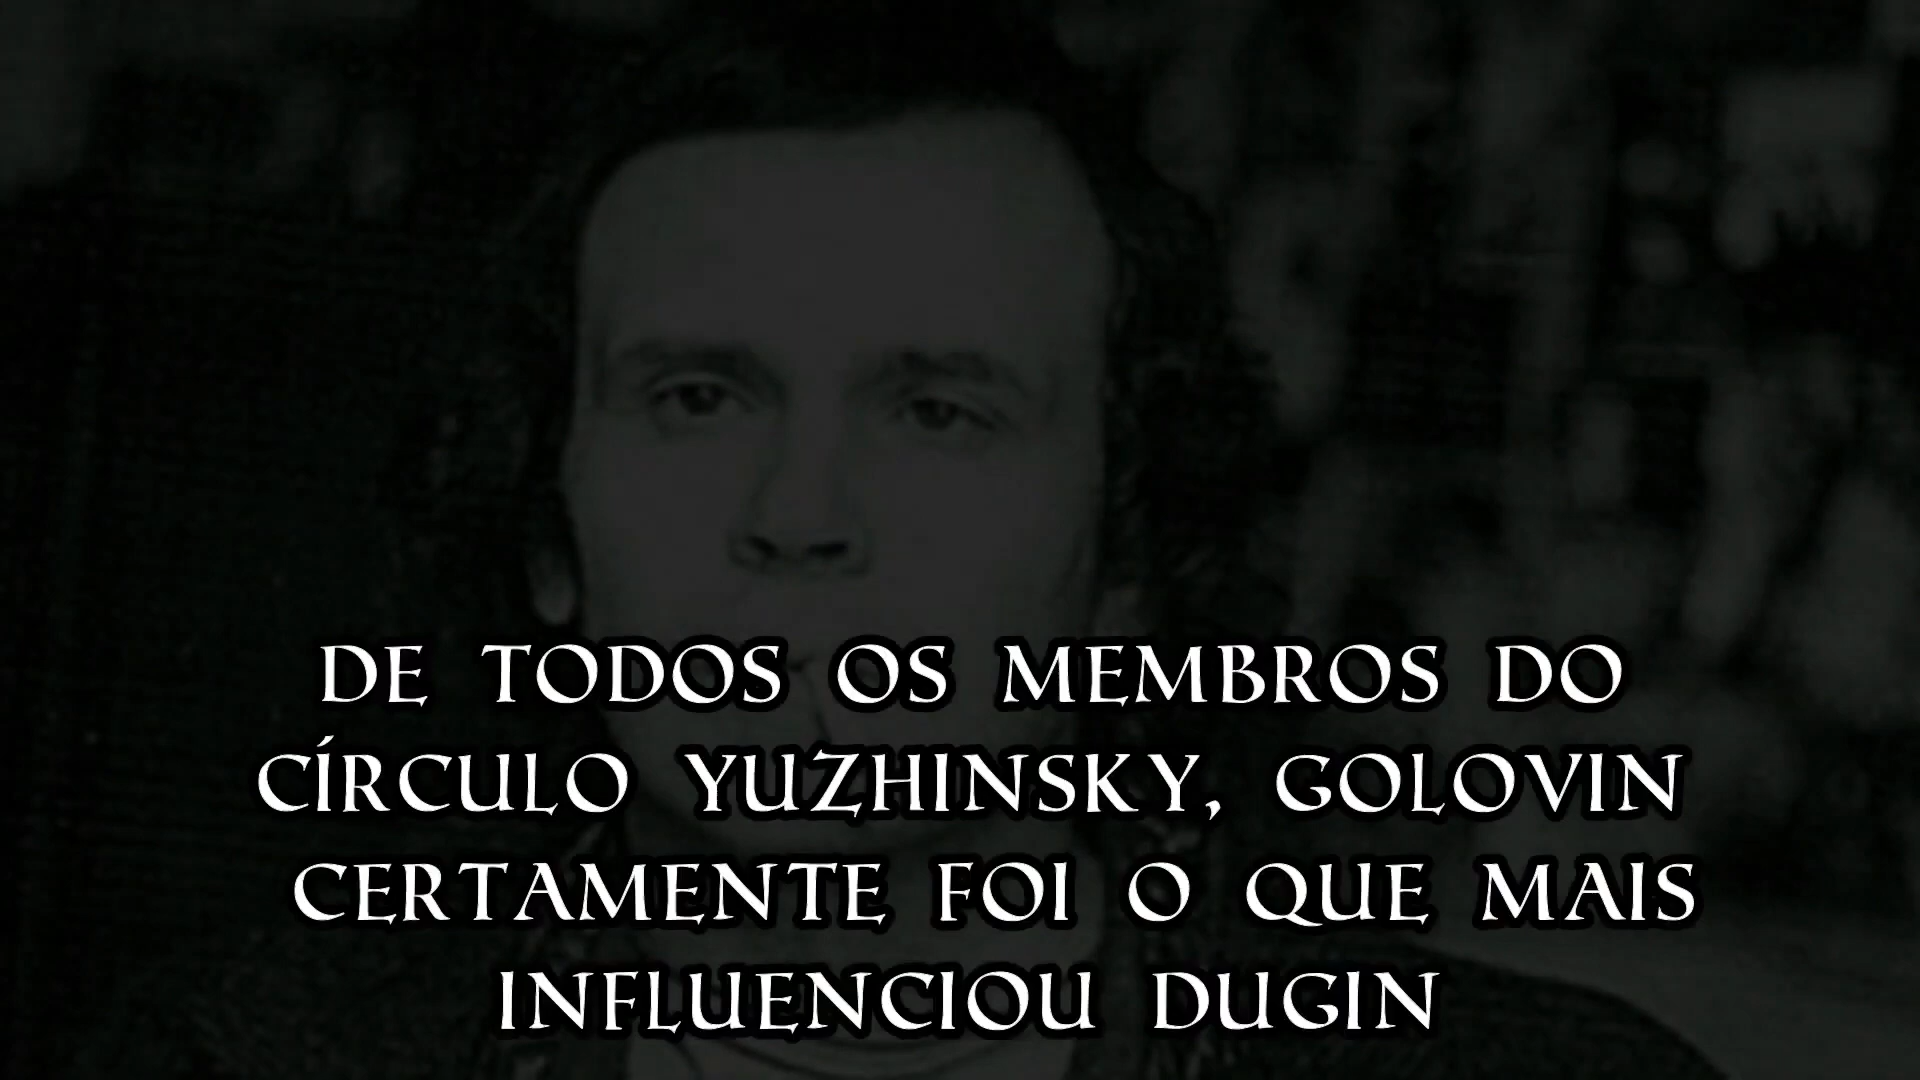 DE TODOS OS MEMBROS DO
CÍRCULO YUZHINSKY, GOLOVIN
CERTAMENTE FOI O QUE MAIS
INFLUENCIOU DUGIN